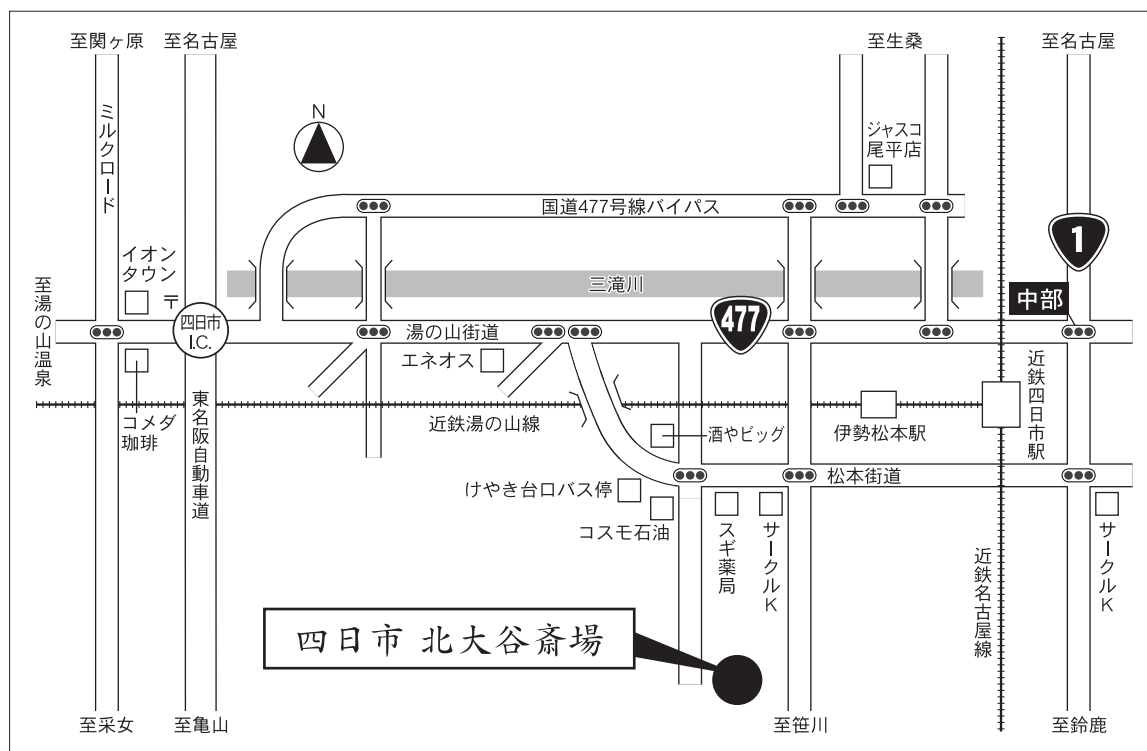 至関ヶ原
至名古屋
至生桑
至名古屋
ミルクロード
N
ジャスコ
尾平店
国道477号線バイパス
1
イオン
タウン
〒
三滝川
至湯の山温泉
四日市
I.C.
湯の山街道
477
中部
エネオス
コメダ
珈琲
東名阪自動車道
近鉄湯の山線
酒やビッグ
伊勢松本駅
近鉄四日市駅
けやき台口バス停
松本街道
コスモ石油
スギ薬局
サークルK
近鉄名古屋線
サークルK
四日市 北大谷斎場
至采女
至亀山
至笹川
至鈴鹿